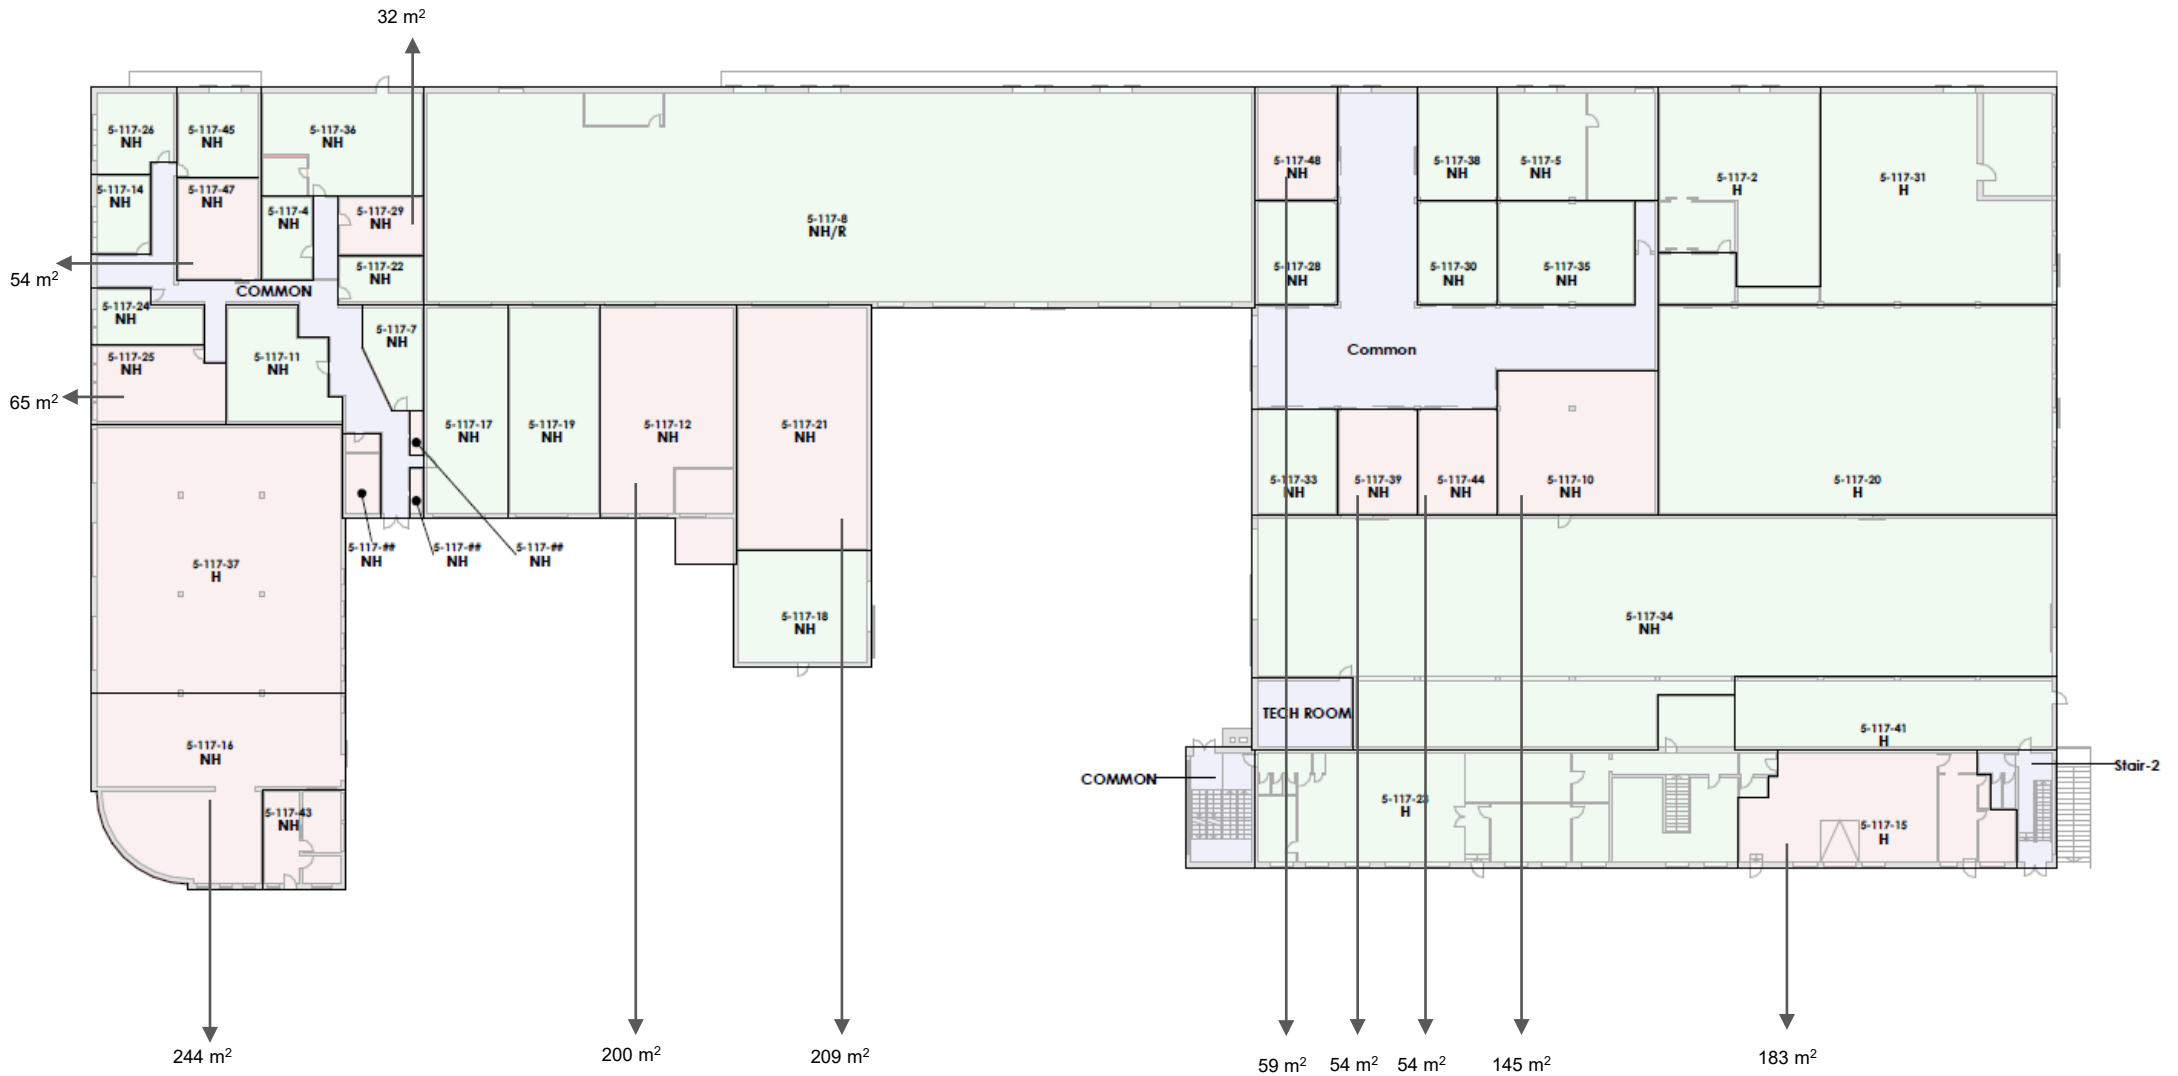 32 m²
5-117-26
NH
5-117-45
NH
5-117-36
NH
5-117-48
NH
5-117-38
NH
5-117-5
NH
5-117-2
H
5-117-31
H
5-117-14
NH
5-117-47
NH
5-117-4
NH
5-117-29
NH
5-117-8
NH/R
54 m²
5-117-22
NH
5-117-28
NH
5-117-30
NH
5-117-35
NH
COMMON
5-117-24
NH
5-117-7
NH
Common
5-117-25
NH
5-117-11
NH
65 m²
5-117-17
NH
5-117-19
NH
5-117-12
NH
5-117-21
NH
5-117-33
NH
5-117-39
NH
5-117-44
NH
5-117-10
NH
5-117-20
H
5-117-##
NH
5-117-##
NH
5-117-##
NH
5-117-37
H
5-117-18
NH
5-117-34
NH
TECH ROOM
5-117-41
H
5-117-16
NH
COMMON
Stair-2
5-117-43
NH
5-117-23
H
5-117-15
H
244 m²
200 m²
209 m²
59 m²
54 m²
54 m²
145 m²
183 m²